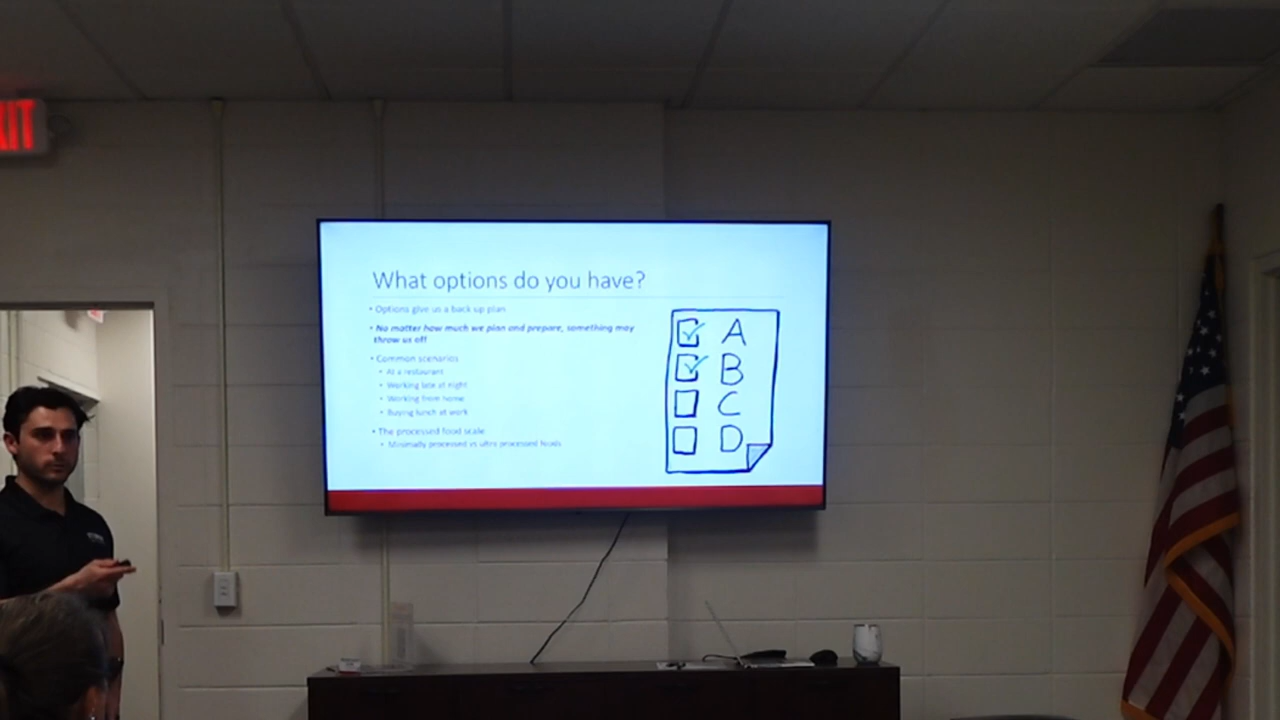 XIT
What options do you have?
• Options give us a back up plan
• No matter how much we plan and prepare, something may
throw us off
• Common scenarios
• At a restaurant
• Working late at night
• Working from home
• Buying lunch at work
• The processed food scale
• Minimally processed vs ultra processed foods
A
B
C
D